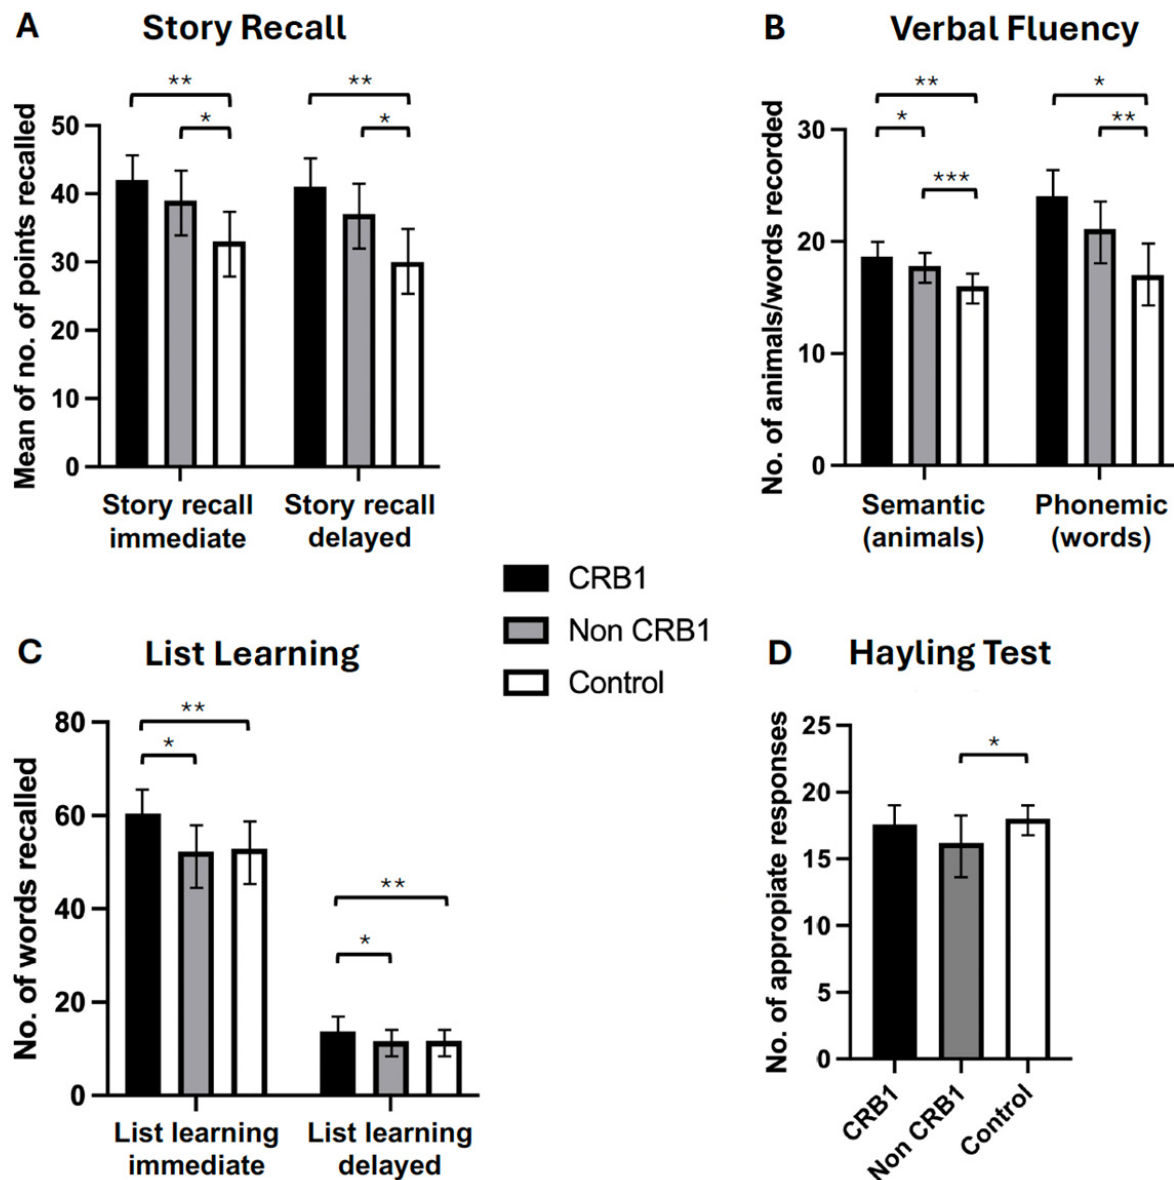 A Story Recall
Mean of no. of points recalled
50
40
30
20
10
0
**
*
**
*
Story recall immediate
Story recall delayed
B Verbal Fluency
No. of animals/words recorded
30
20
10
0
**
*
***
*
**
Semantic (animals)
Phonemic (words)
CRB1
Non CRB1
Control
C List Learning
No. of words recalled
80
60
40
20
0
**
*
**
*
List learning immediate
List learning delayed
D Hayling Test
No. of appropiate responses
25
20
15
10
5
0
*
CRB1
Non CRB1
Control